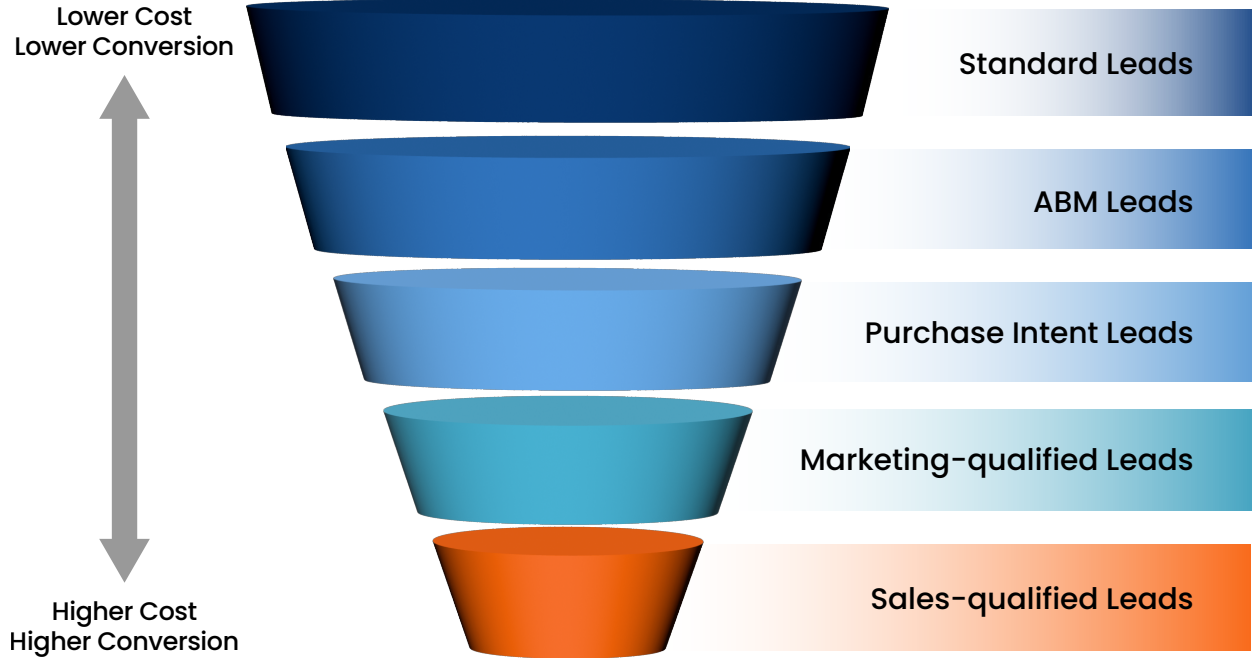 Lower Cost
Lower Conversion
Standard Leads
ABM Leads
Purchase Intent Leads
Marketing-qualified Leads
Sales-qualified Leads
Higher Cost
Higher Conversion